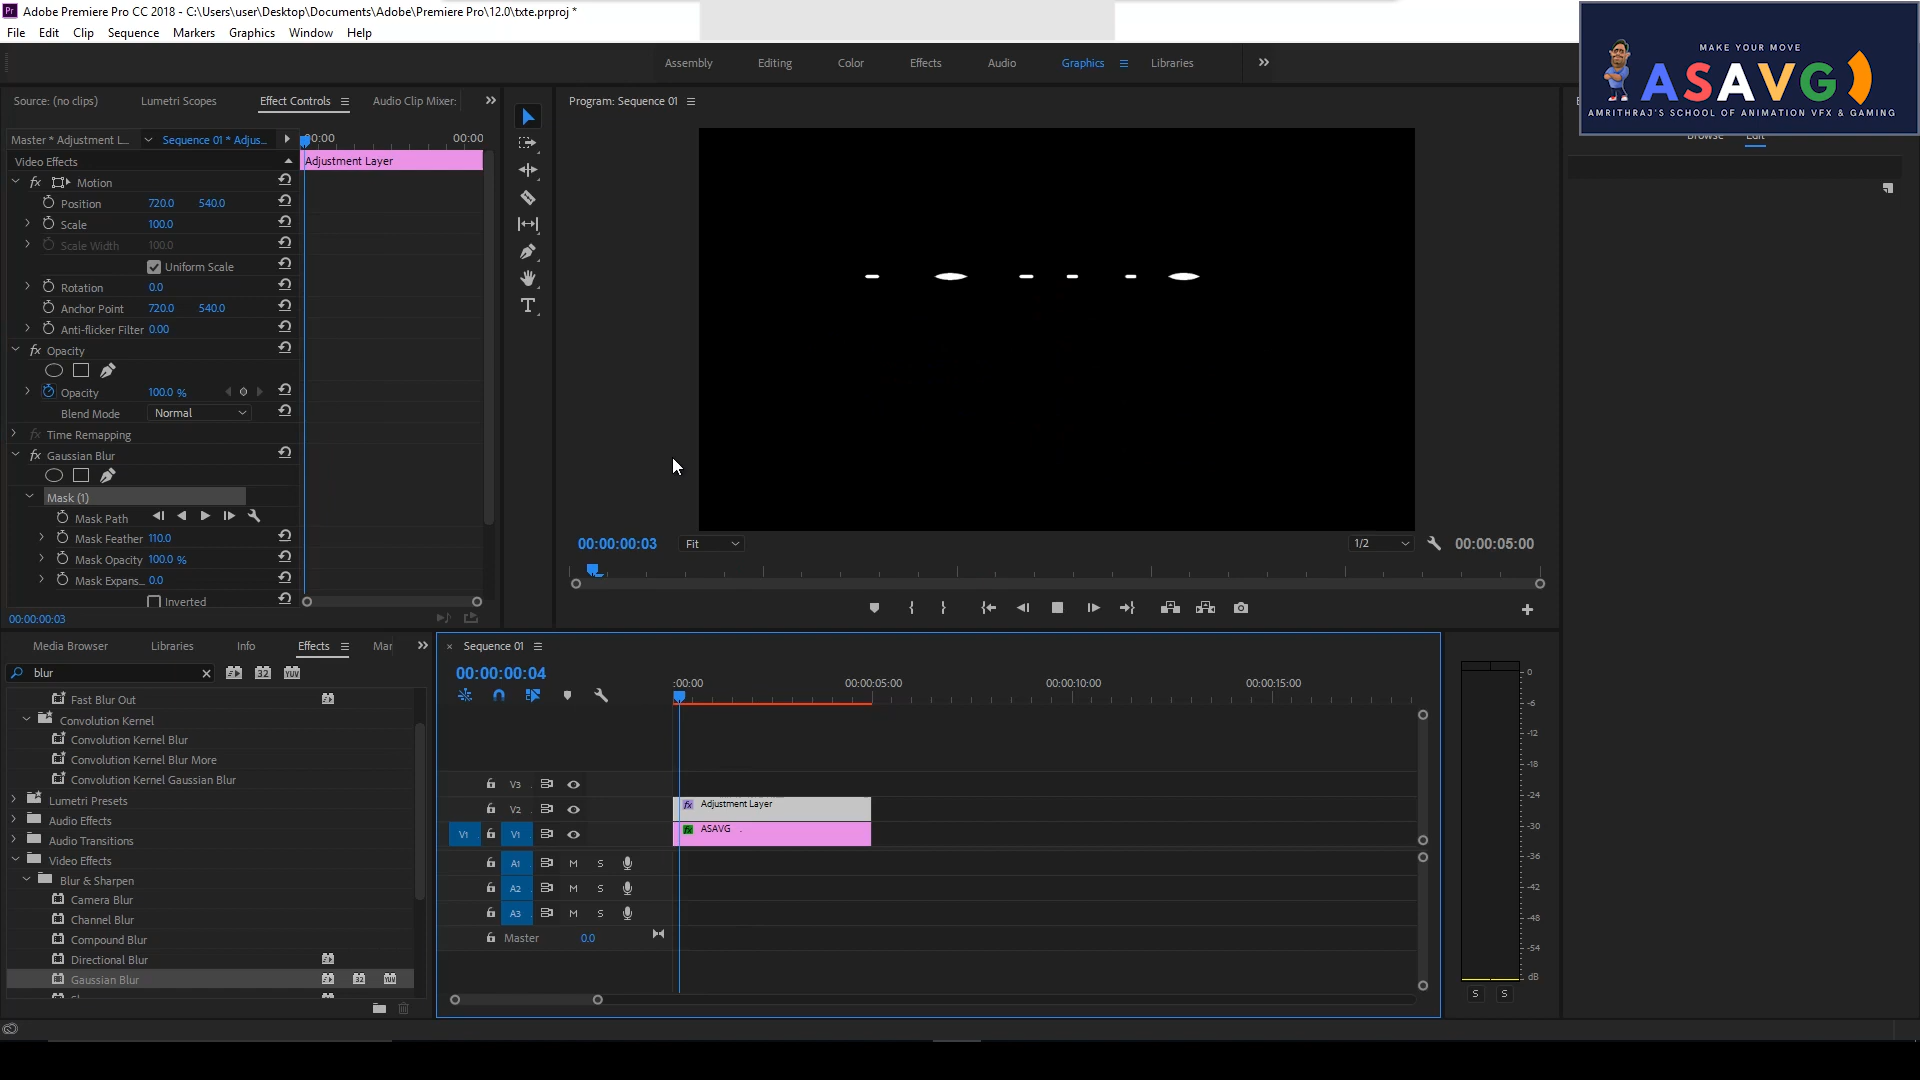 Adobe Premiere Pro CC 2018 - C:\Users\user\Desktop\Documents\Adobe\Premiere Pro\12.0\txte.prproj *
File Edit Clip Sequence Markers Graphics Window Help
MAKE YOUR MOVE
ASAVG
AMRITHRAJ'S SCHOOL OF ANIMATION VFX & GAMING
Assembly Editing Color Effects Audio Graphics Libraries
Source: (no clips) Lumetri Scopes Effect Controls Audio Clip Mixer:
Program: Sequence 01
Browse Edit
Master * Adjustment L... Sequence 01 * Adjus... 00:00 00:00
Video Effects Adjustment Layer
fx Motion
Position 720.0 540.0
Scale 100.0
Scale Width 100.0
Uniform Scale
Rotation 0.0
Anchor Point 720.0 540.0
Anti-flicker Filter 0.00
fx Opacity
Opacity 100.0 %
Blend Mode Normal
fx Time Remapping
fx Gaussian Blur
Mask (1)
Mask Path
Mask Feather 110.0
Mask Opacity 100.0 %
Mask Expans... 0.0
Inverted
00:00:00:03
00:00:00:03 Fit 1/2 00:00:05:00
Media Browser Libraries Info Effects Mar
blur
32 YUV
Fast Blur Out
Convolution Kernel
Convolution Kernel Blur
Convolution Kernel Blur More
Convolution Kernel Gaussian Blur
Lumetri Presets
Audio Effects
Audio Transitions
Video Effects
Blur & Sharpen
Camera Blur
Channel Blur
Compound Blur
Directional Blur
Gaussian Blur
32 YUV
× Sequence 01
00:00:00:04
:00:00 00:00:05:00 00:00:10:00 00:00:15:00
V3
V2 fx Adjustment Layer
V1 V1 fx ASAVG .
A1 M S
A2 M S
A3 M S
Master 0.0
0
-6
-12
-18
-24
-30
-36
-42
-48
-54
dB
S S